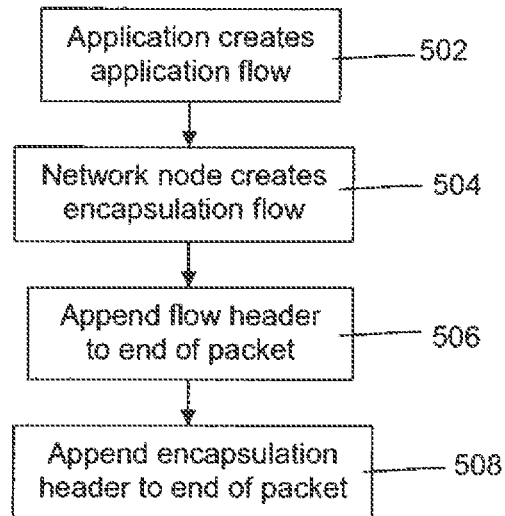 Application creates
application flow
502
Network node creates
encapsulation flow
504
Append flow header
to end of packet
506
Append encapsulation
header to end of packet
508